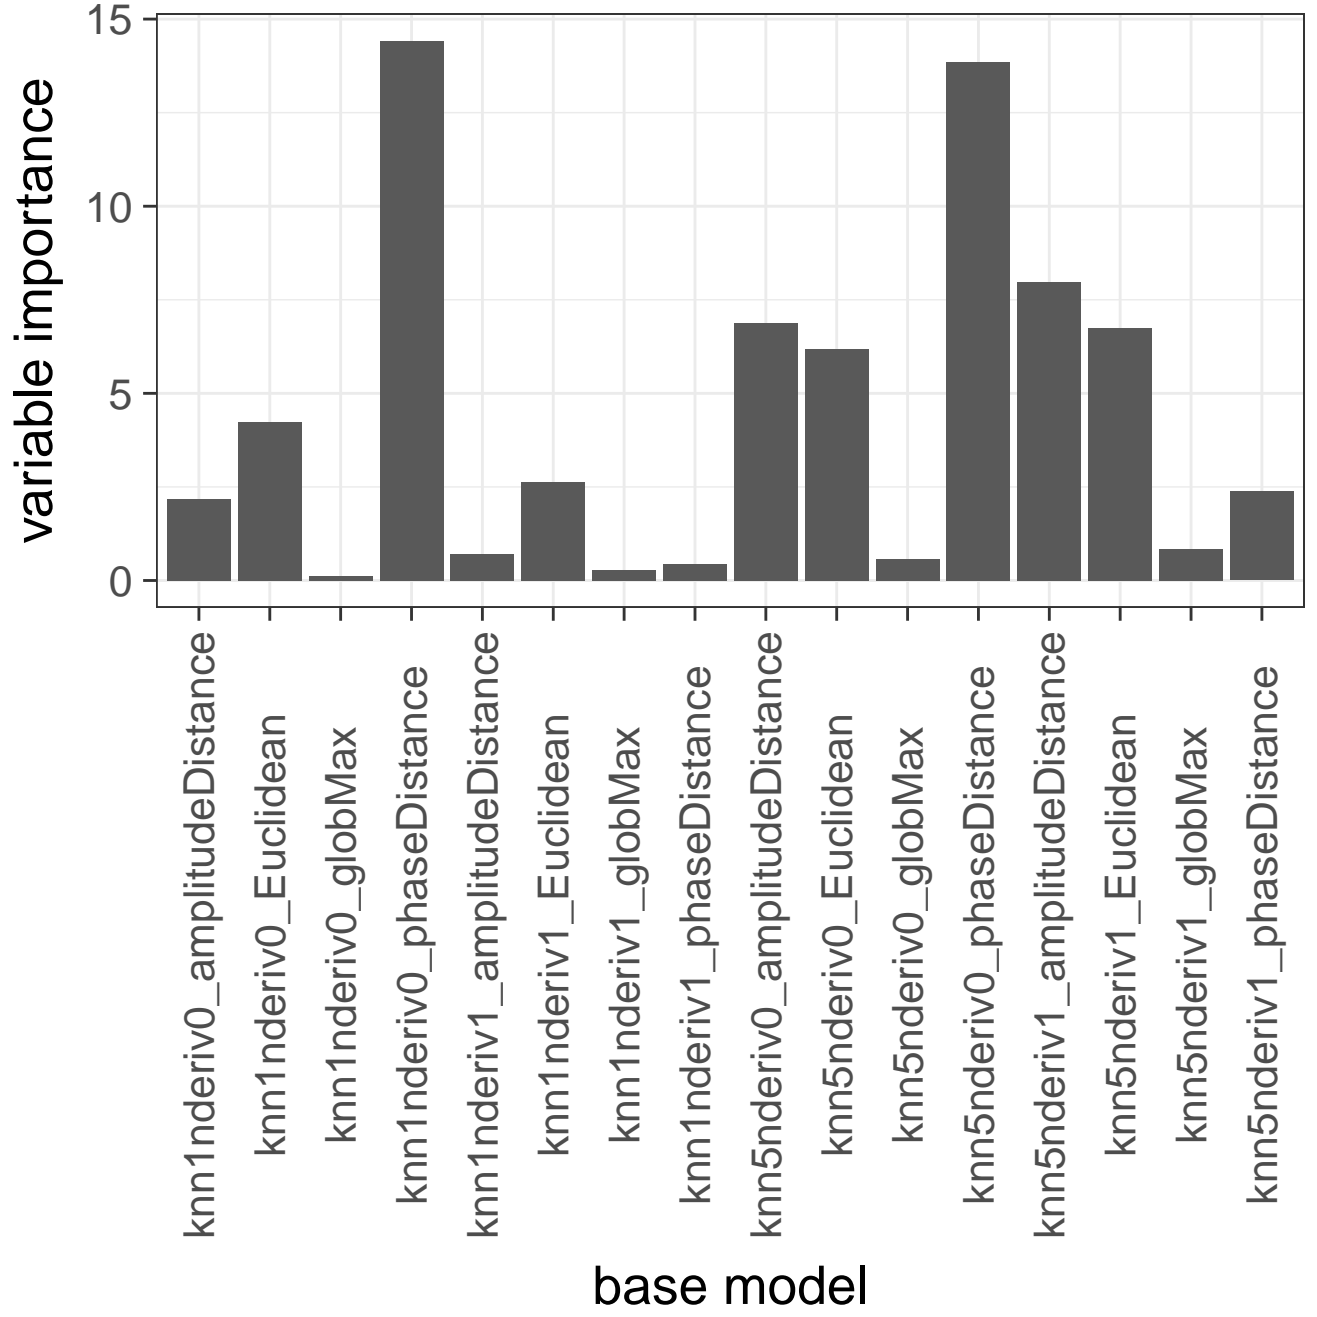 variable importance
15
10
5
0
knn1nderiv0_amplitudeDistance
knn1nderiv0_Euclidean
knn1nderiv0_globMax
knn1nderiv0_phaseDistance
knn1nderiv1_amplitudeDistance
knn1nderiv1_Euclidean
knn1nderiv1_globMax
knn1nderiv1_phaseDistance
knn5nderiv0_amplitudeDistance
knn5nderiv0_Euclidean
knn5nderiv0_globMax
knn5nderiv0_phaseDistance
knn5nderiv1_amplitudeDistance
knn5nderiv1_Euclidean
knn5nderiv1_globMax
knn5nderiv1_phaseDistance
base model